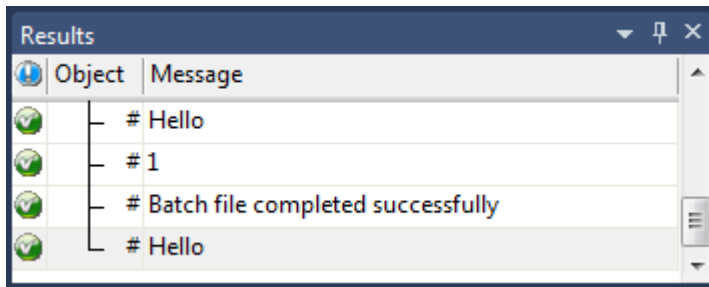 Results
Object Message
# Hello
# 1
# Batch file completed successfully
# Hello